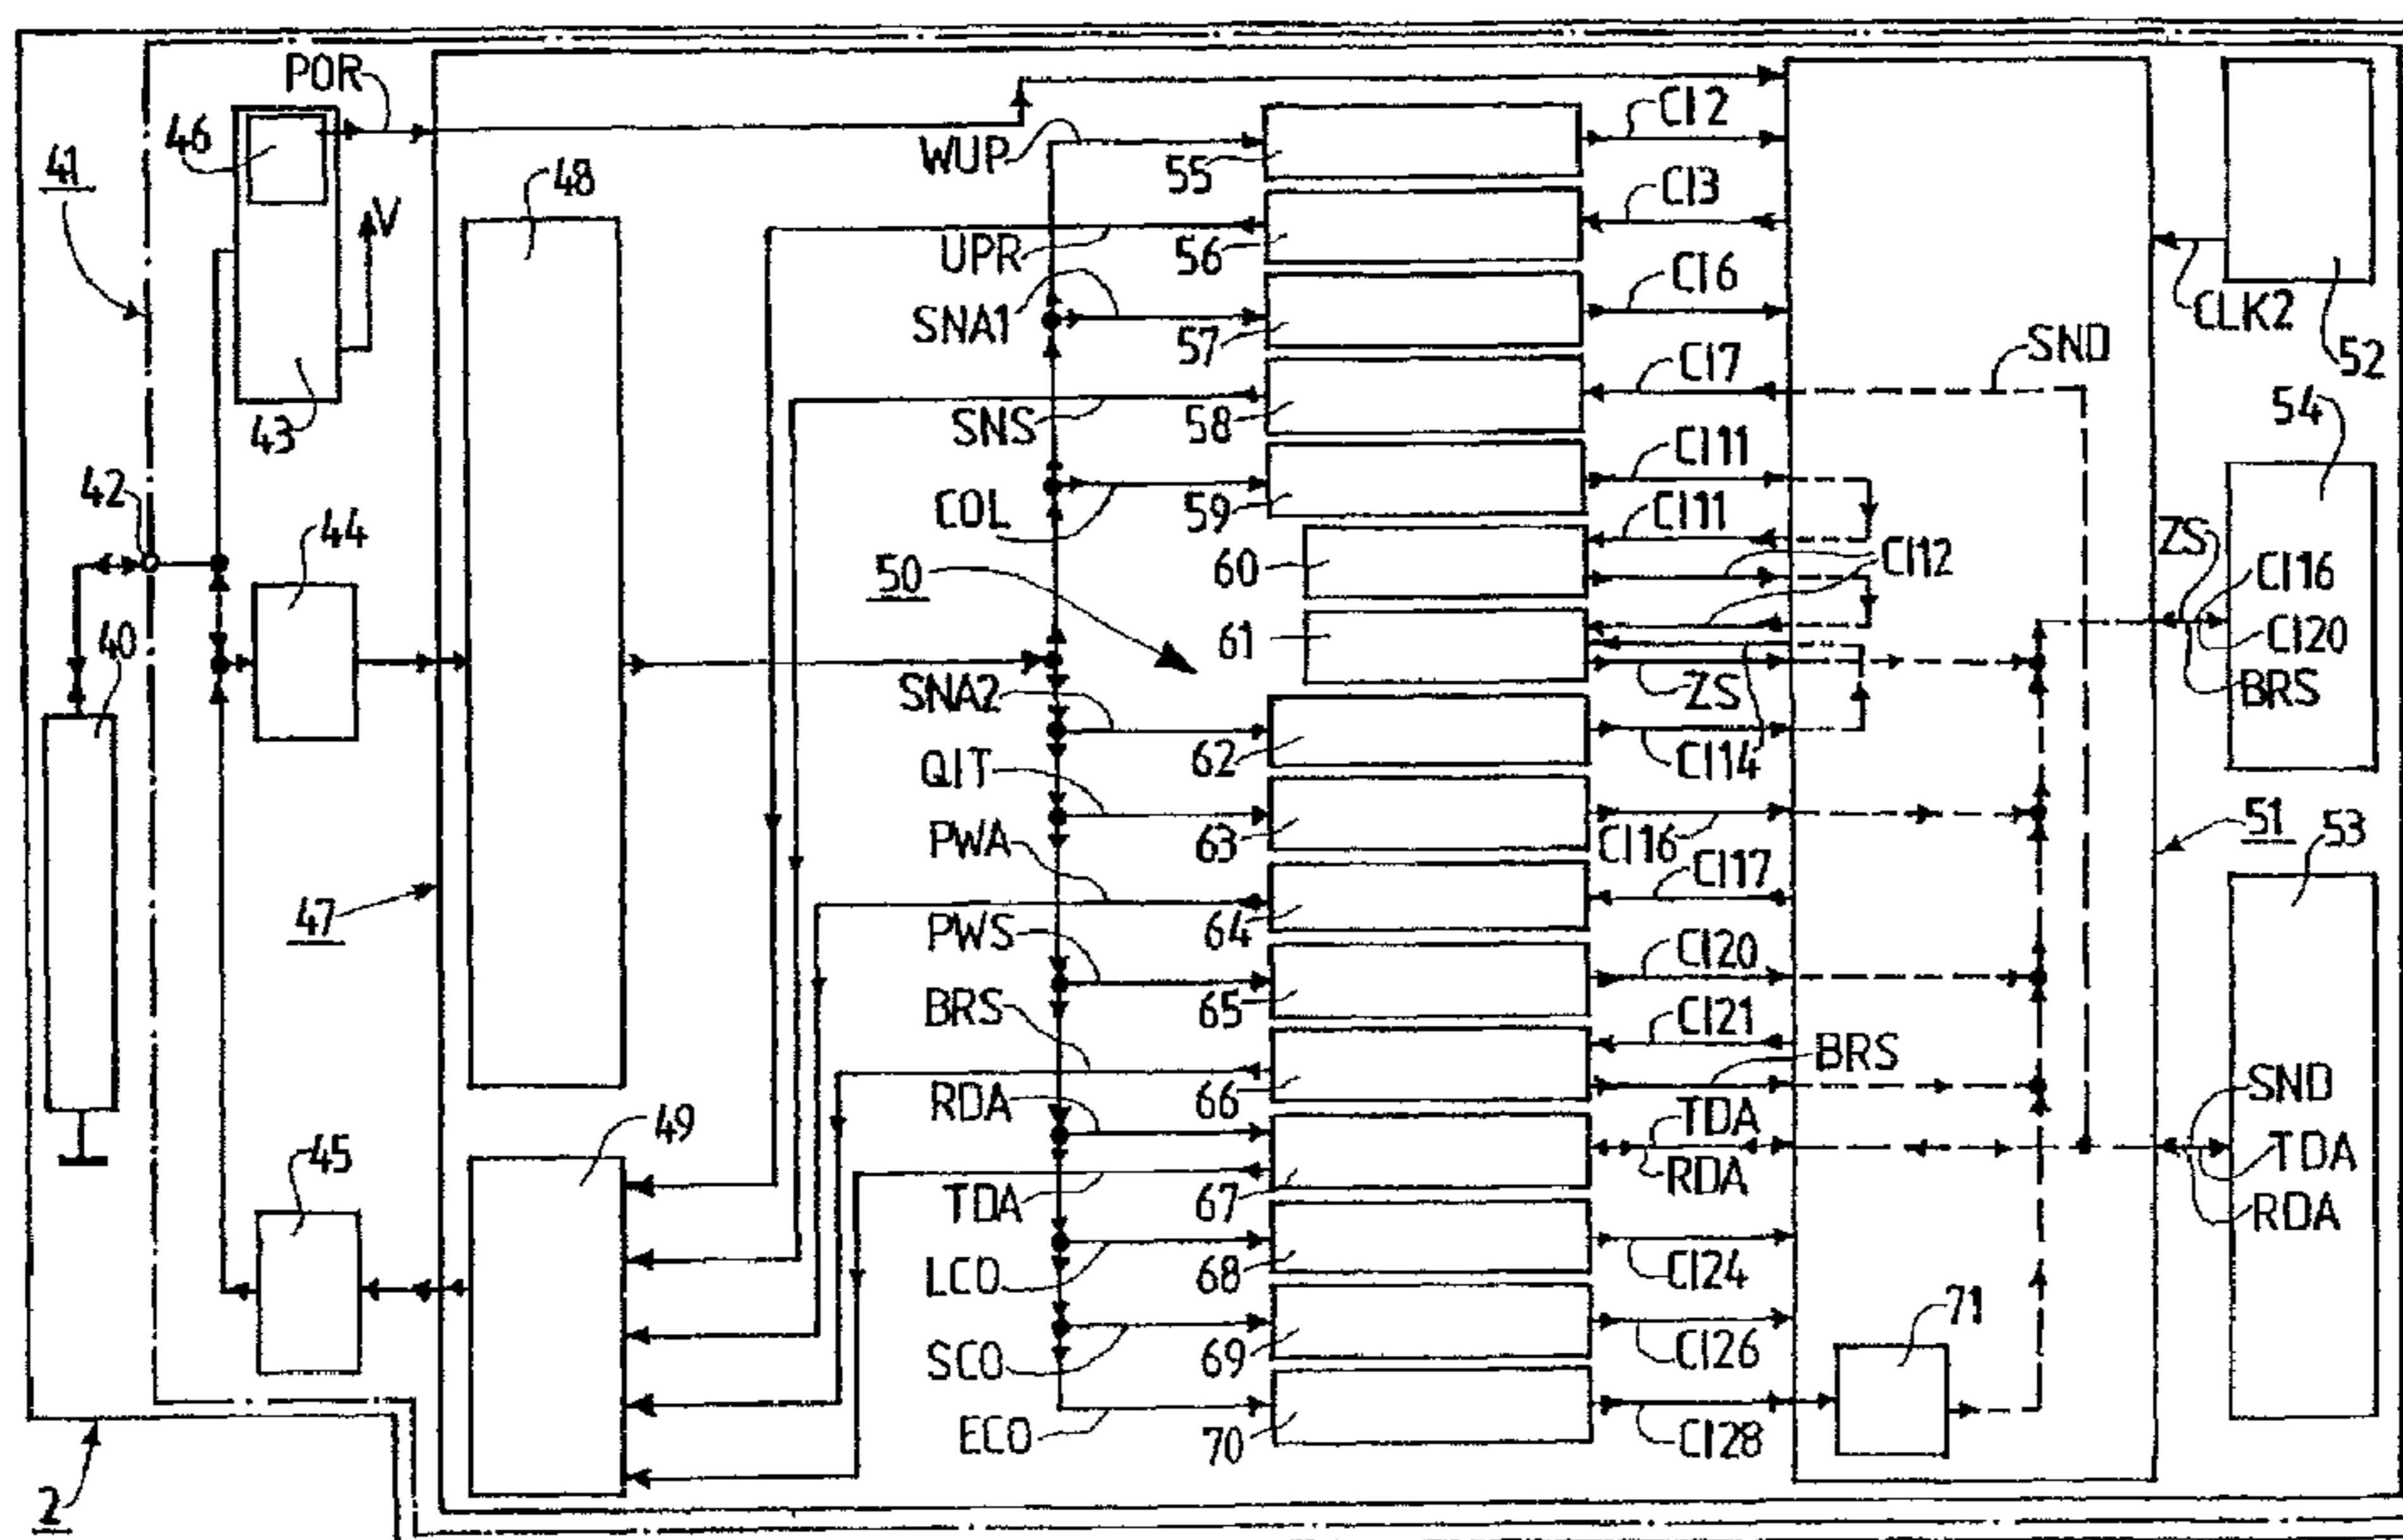 POR
46
41
43
V
48
42
44
40
45
49
47
2
WUP
55
CI2
UPR
56
CI3
SNA1
57
CI6
SNS
58
CI7
SND
COL
59
CI11
50
60
CI11
CI12
61
ZS
SNA2
62
CI14
QIT
63
CI16
PWA
64
CI17
PWS
65
CI20
BRS
66
CI21
BRS
RDA
TDA
67
TDA
RDA
LCO
68
CI24
SCO
69
CI26
ECO
70
CI28
71
CLK2
52
54
ZS
CI16
CI20
BRS
51
53
SND
TDA
RDA